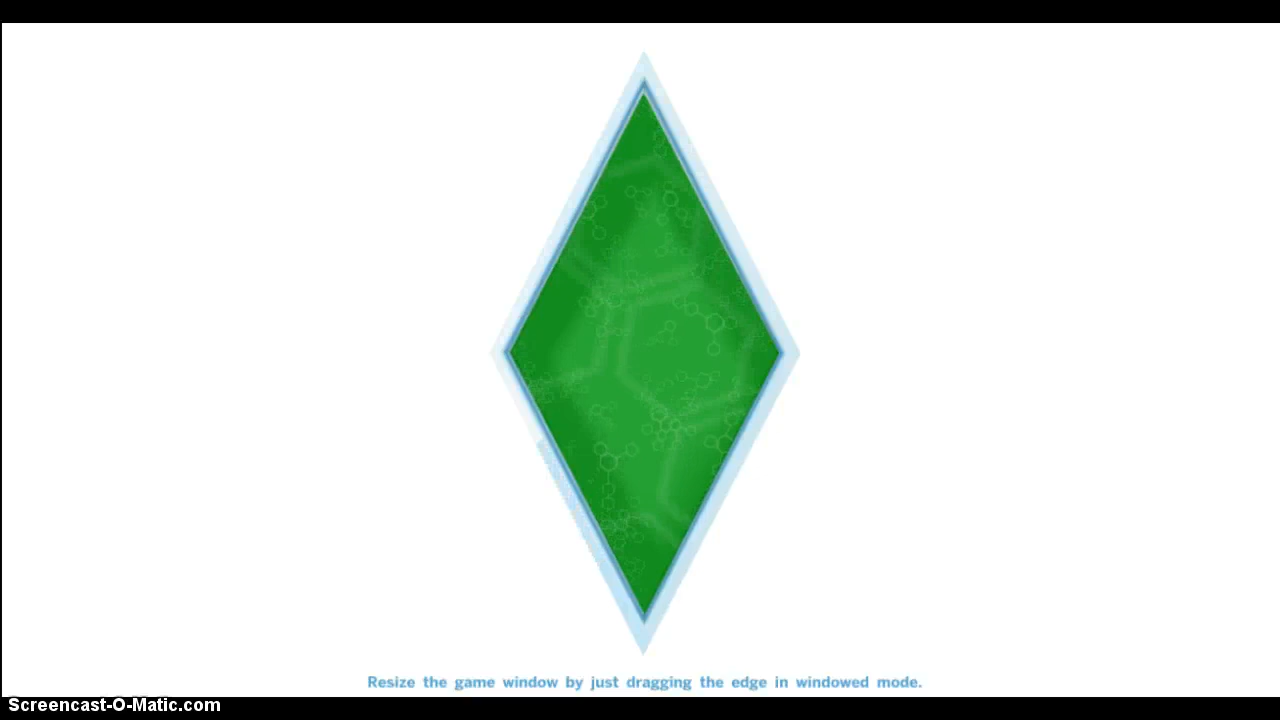 Resize the game window by just dragging the edge in windowed mode.
Screencast-O-Matic.com